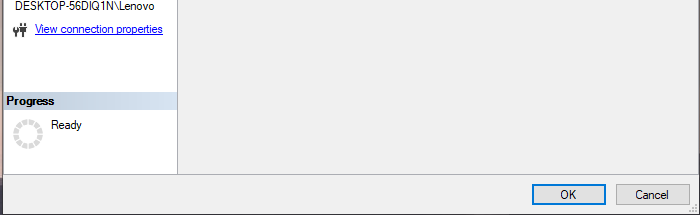 DESKTOP-56DIQ1N\Lenovo
View connection properties
Progress
Ready
OK
Cancel